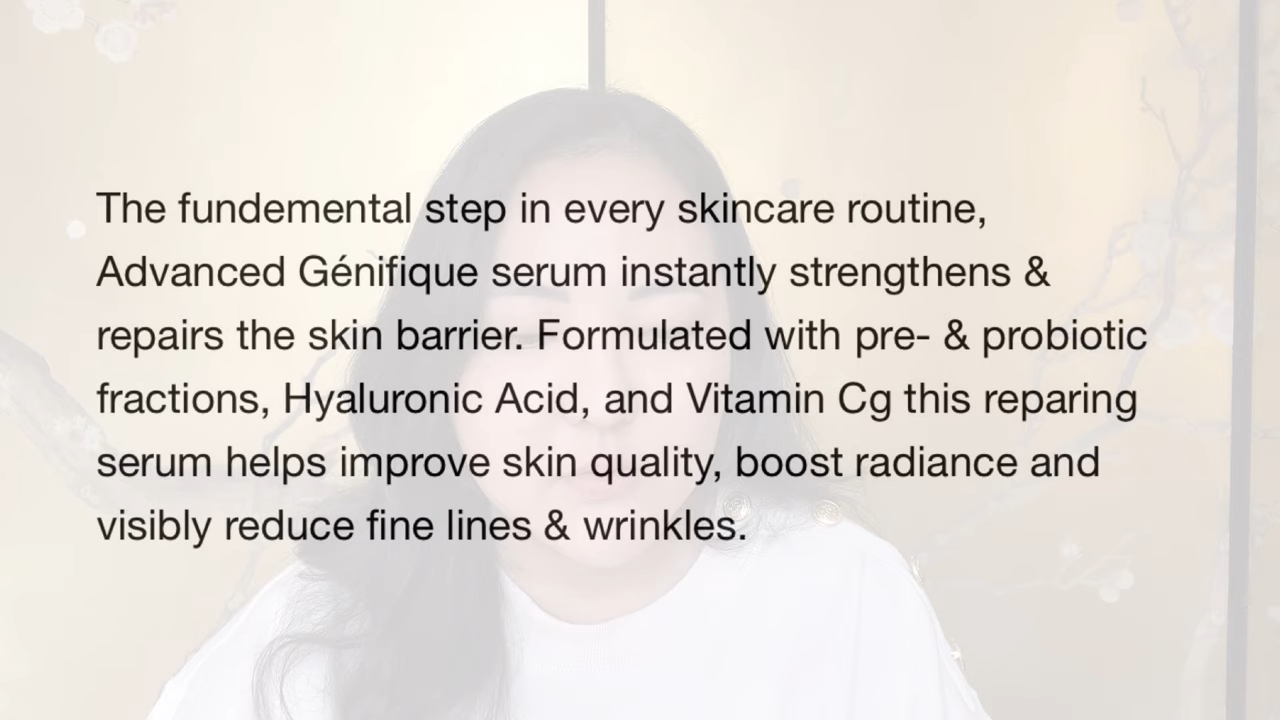 The fundemental step in every skincare routine,
Advanced Génifique serum instantly strengthens &
repairs the skin barrier. Formulated with pre- & probiotic
fractions, Hyaluronic Acid, and Vitamin Cg this reparing
serum helps improve skin quality, boost radiance and
visibly reduce fine lines & wrinkles.